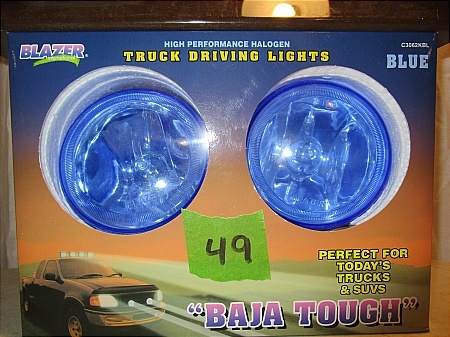 BLAZER®
HIGH PERFORMANCE HALOGEN
TRUCK DRIVING LIGHTS
C3062KBL
BLUE
49
PERFECT FOR
TODAY'S
TRUCKS
& SUVS
"BAJA TOUGH"